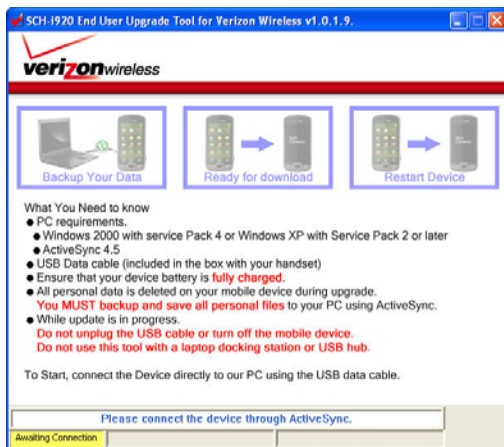 SCH-i920 End User Upgrade Tool for Verizon Wireless v1.0.1.9.
verizonwireless
Backup Your Data
Ready for download
Restart Device
What You Need to know
● PC requirements.
● Windows 2000 with service Pack 4 or Windows XP with Service Pack 2 or later
● ActiveSync 4.5
● USB Data cable (included in the box with your handset)
● Ensure that your device battery is fully charged.
● All personal data is deleted on your mobile device during upgrade.
You MUST backup and save all personal files to your PC using ActiveSync.
● While update is in progress.
Do not unplug the USB cable or turn off the mobile device.
Do not use this tool with a laptop docking station or USB hub.
To Start, connect the Device directly to our PC using the USB data cable.
Please connect the device through ActiveSync.
Awaiting Connection